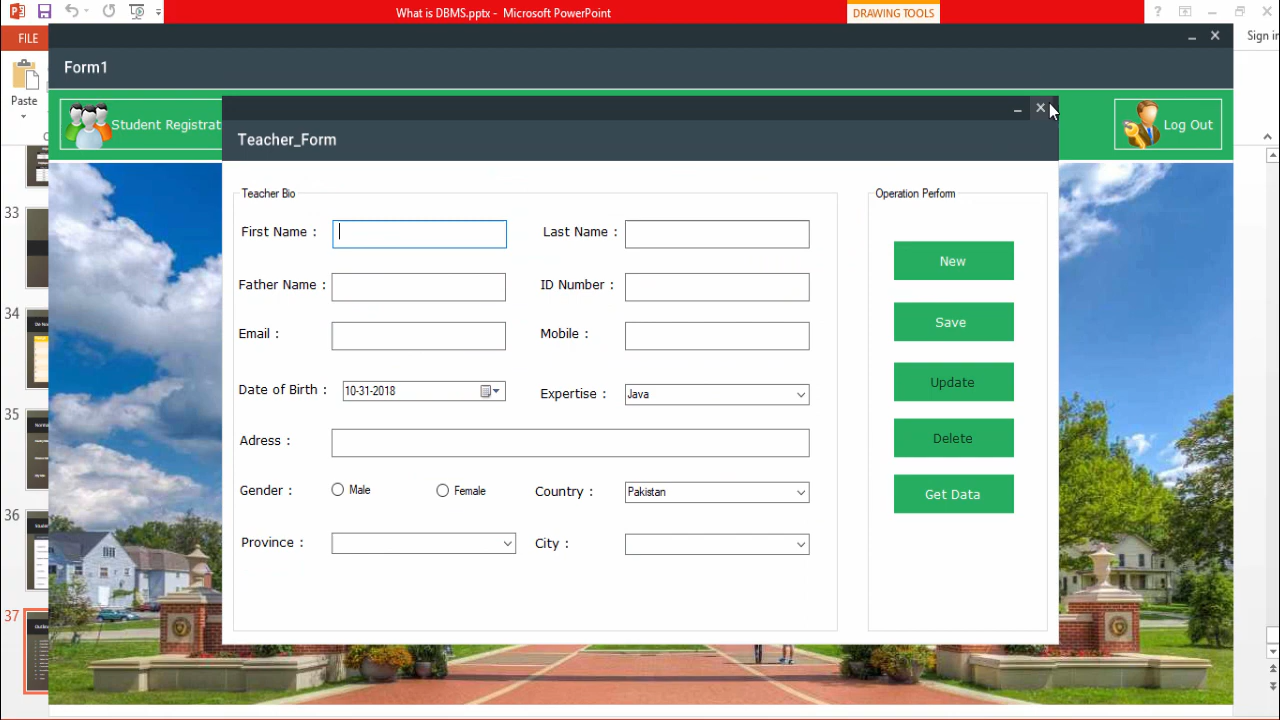 What is DBMS.pptx - Microsoft PowerPoint
DRAWING TOOLS
?
FILE
Sign in
Form1
Paste
Student Registrat
Log Out
Teacher_Form
Teacher Bio
Operation Perform
First Name :
Last Name :
New
Father Name :
ID Number :
Save
Email :
Mobile :
Date of Birth :
10-31-2018
Expertise :
Java
Update
Adress :
Delete
Gender :
Male
Female
Country :
Pakistan
Get Data
Province :
City :
33
34
35
36
37